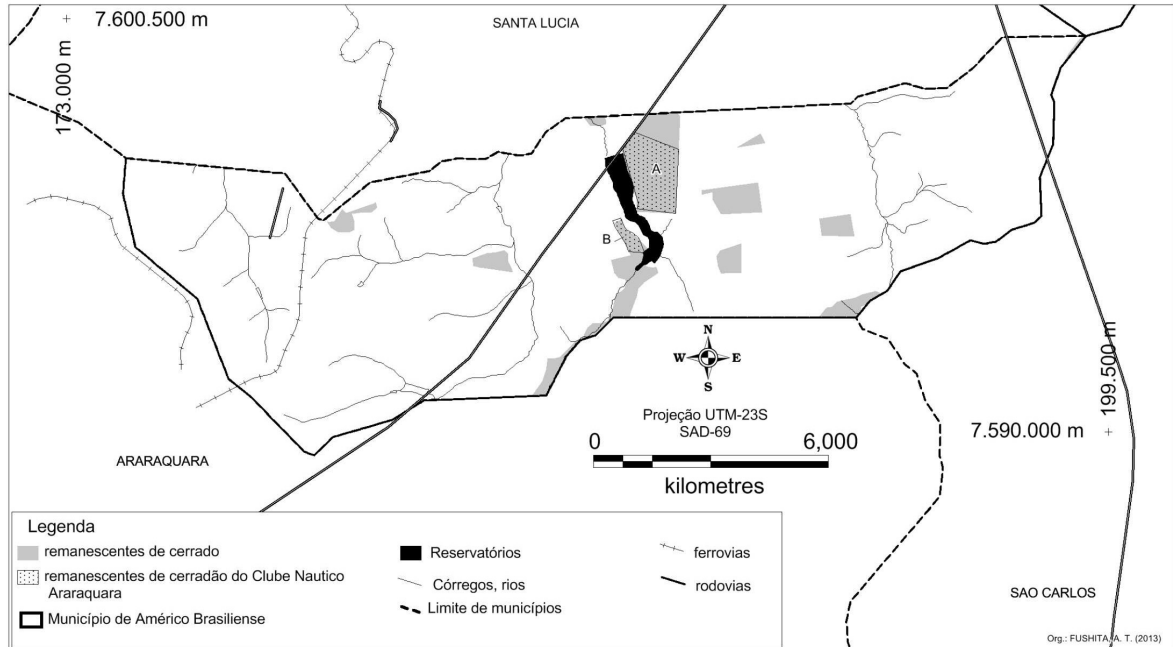 7.600.500 m
173.000 m
SANTA LUCIA
A
B
N
W E
S
Projeção UTM-23S
SAD-69
0 6,000
kilometres
199.500 m
7.590.000 m
ARARAQUARA
SAO CARLOS
Legenda
remanescentes de cerrado
remanescentes de cerradão do Clube Nautico
Araraquara
Município de Américo Brasiliense
Reservatórios
Córregos, rios
Limite de municípios
ferrovias
rodovias
Org.: FUSHITA, A. T. (2013)